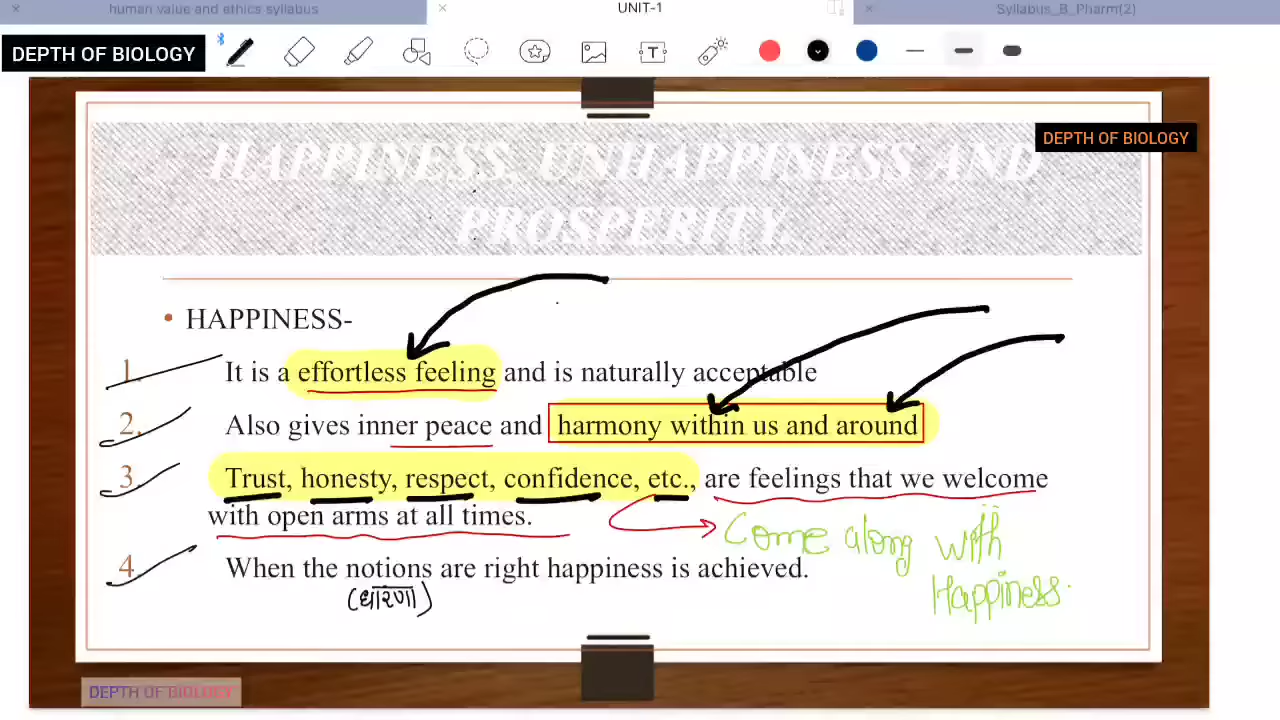 human value and ethics syllabus
UNIT-1
Syllabus_B_Pharm(2)
DEPTH OF BIOLOGY
T
DEPTH OF BIOLOGY
HAPPINESS, UNHAPPINESS AND
PROSPERITY.
• HAPPINESS-
1. It is a effortless feeling and is naturally acceptable
2. Also gives inner peace and harmony within us and around
3. Trust, honesty, respect, confidence, etc., are feelings that we welcome
with open arms at all times.
Come along with
Happiness.
4. When the notions are right happiness is achieved.
(धारणा)
DEPTH OF BIOLOGY